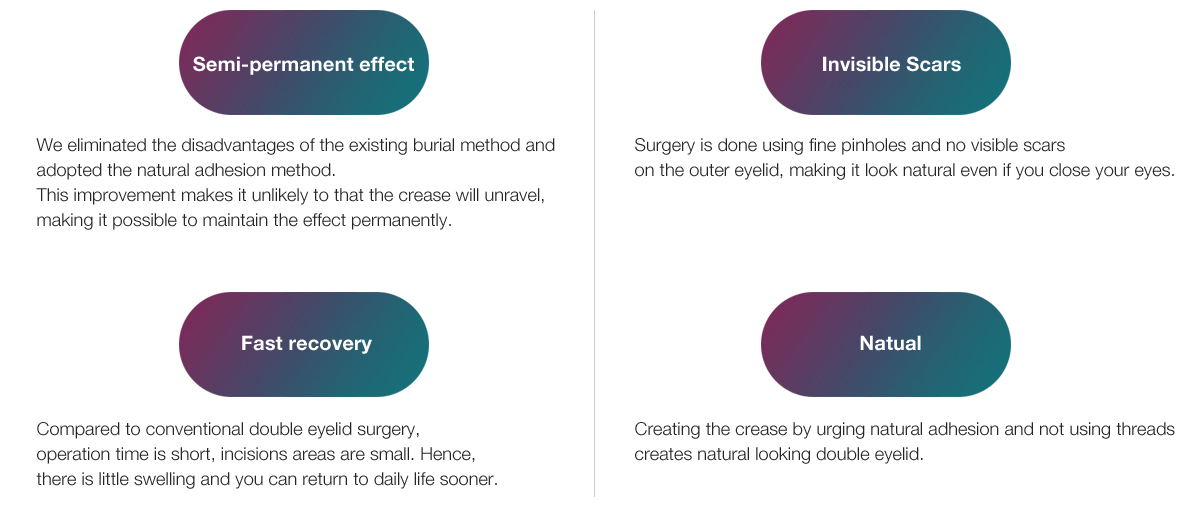 Semi-permanent effect
We eliminated the disadvantages of the existing burial method and
adopted the natural adhesion method.
This improvement makes it unlikely to that the crease will unravel,
making it possible to maintain the effect permanently.
Invisible Scars
Surgery is done using fine pinholes and no visible scars
on the outer eyelid, making it look natural even if you close your eyes.
Fast recovery
Compared to conventional double eyelid surgery,
operation time is short, incisions areas are small. Hence,
there is little swelling and you can return to daily life sooner.
Natual
Creating the crease by urging natural adhesion and not using threads
creates natural looking double eyelid.